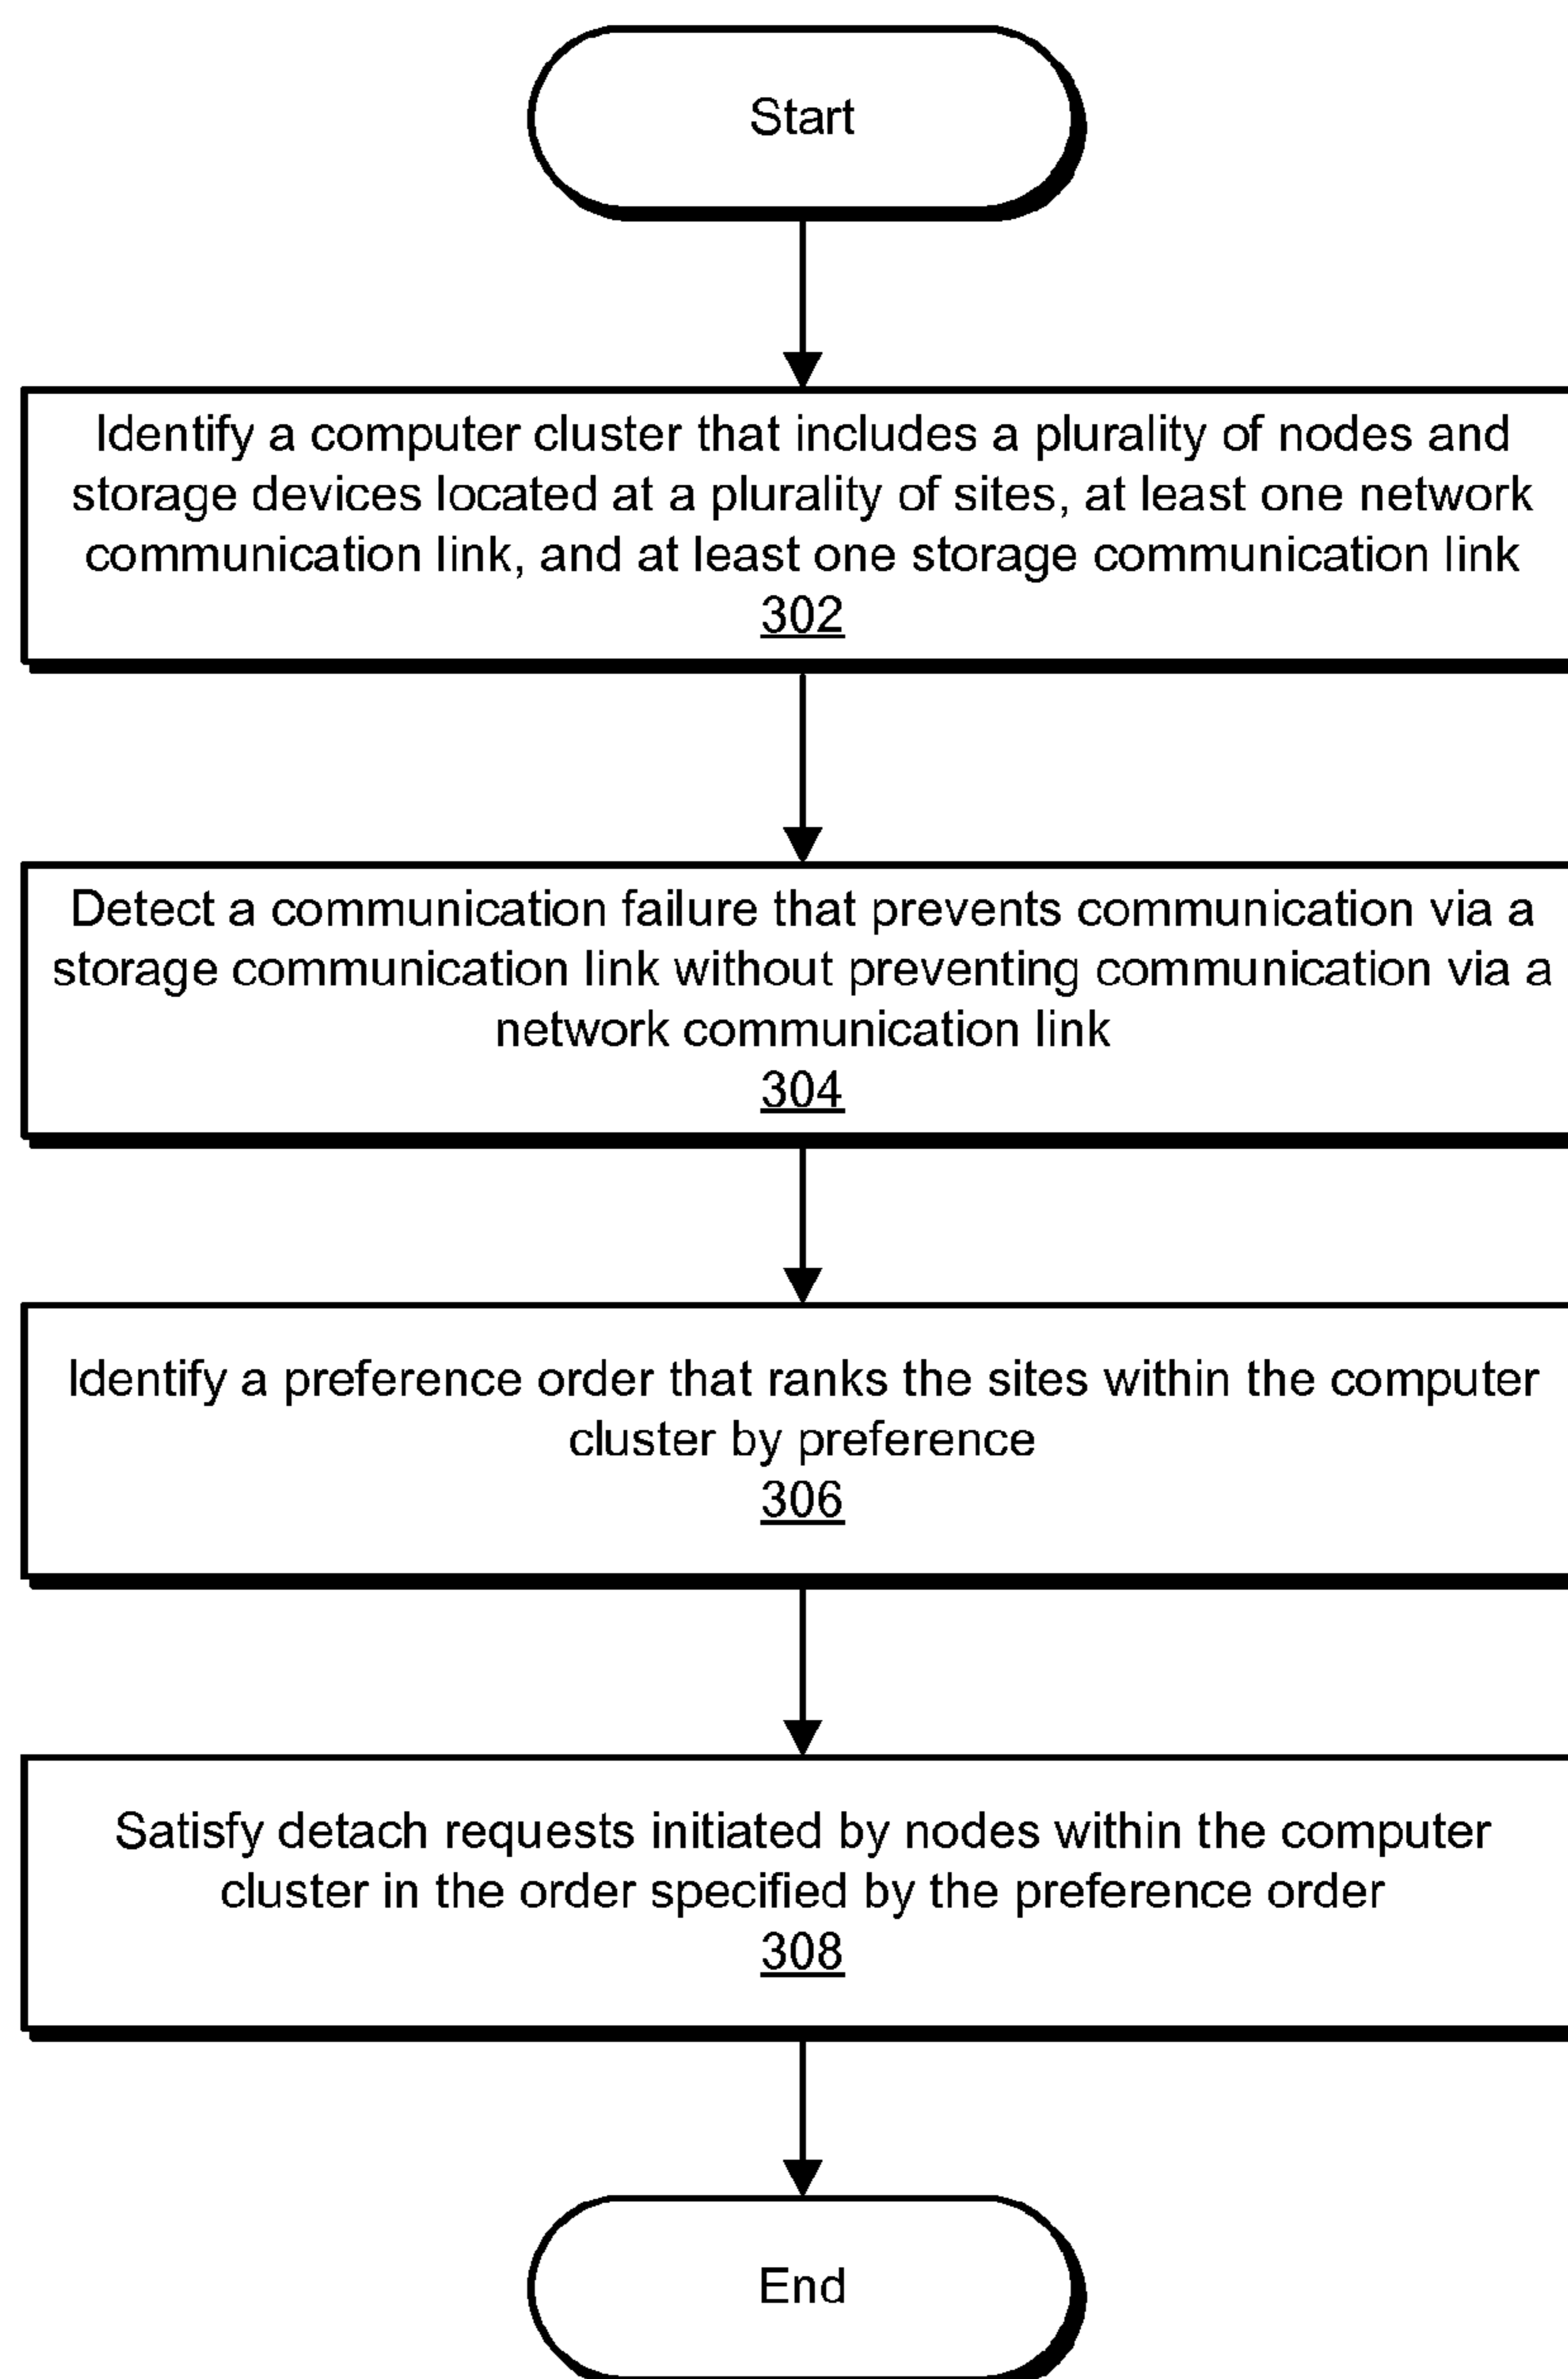 Start
Identify a computer cluster that includes a plurality of nodes and
storage devices located at a plurality of sites, at least one network
communication link, and at least one storage communication link
302
Detect a communication failure that prevents communication via a
storage communication link without preventing communication via a
network communication link
304
Identify a preference order that ranks the sites within the computer
cluster by preference
306
Satisfy detach requests initiated by nodes within the computer
cluster in the order specified by the preference order
308
End